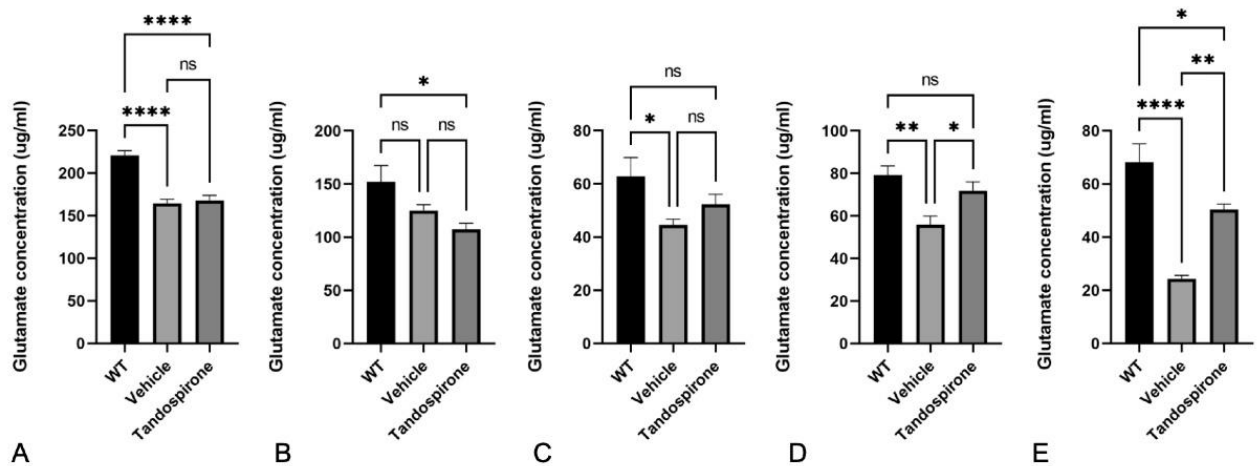 ****
ns
****
Glutamate concentration (ug/ml)
250
200
150
100
50
0
WT
Vehicle
Tandospirone
A
*
ns
ns
Glutamate concentration (ug/ml)
200
150
100
50
0
WT
Vehicle
Tandospirone
B
ns
*
ns
Glutamate concentration (ug/ml)
80
60
40
20
0
WT
Vehicle
Tandospirone
C
ns
**
*
Glutamate concentration (ug/ml)
100
80
60
40
20
0
WT
Vehicle
Tandospirone
D
*
**
****
Glutamate concentration (ug/ml)
80
60
40
20
0
WT
Vehicle
Tandospirone
E